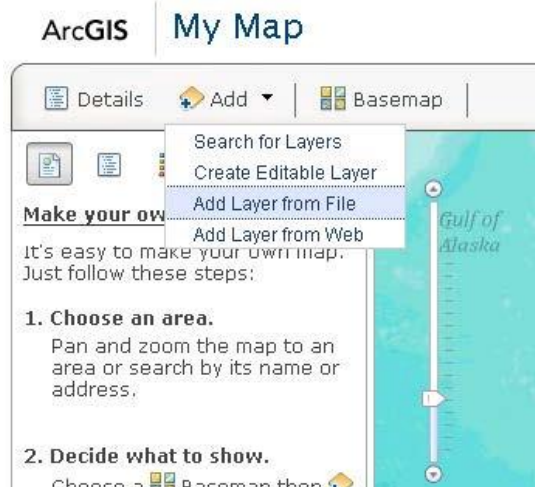 ArcGIS My Map
Details Add Basemap
Search for Layers
Create Editable Layer
Add Layer from File
Add Layer from Web
Make your ow
It's easy to make your own map.
Just follow these steps:
1. Choose an area.
Pan and zoom the map to an
area or search by its name or
address.
2. Decide what to show.
Choose a Basemap then
Gulf of
Alaska